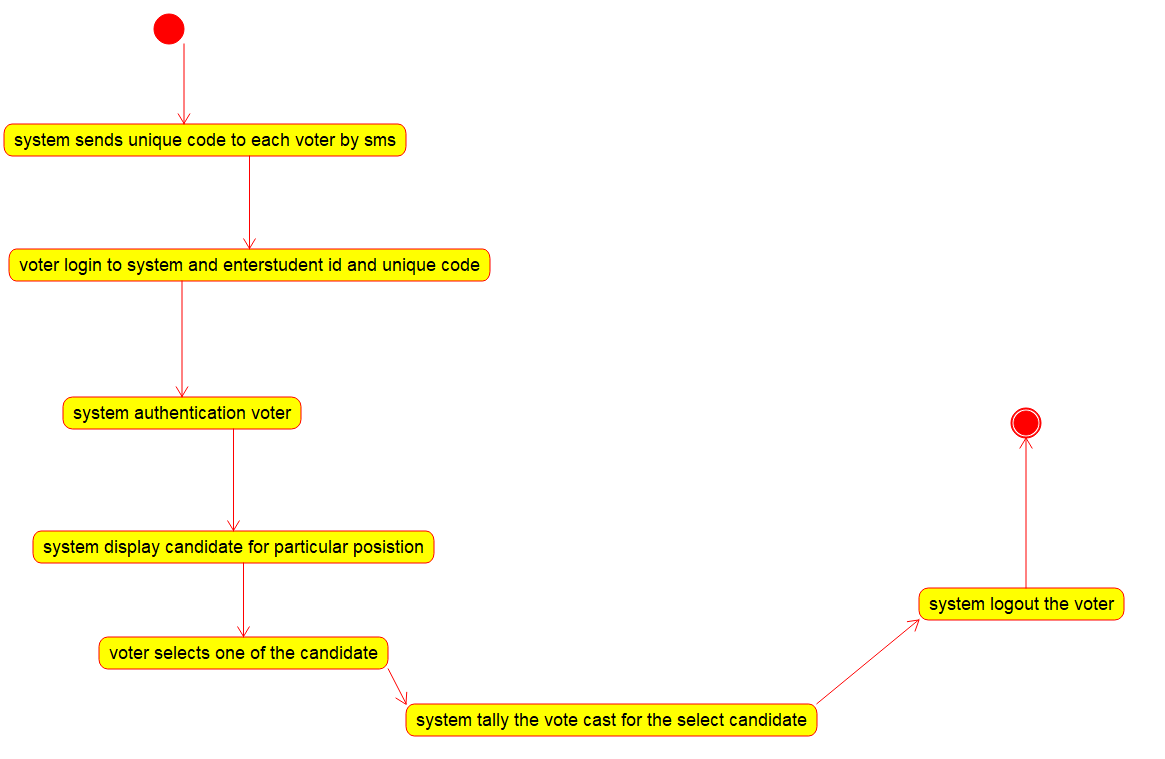 system sends unique code to each voter by sms
voter login to system and enterstudent id and unique code
system authentication voter
system display candidate for particular posistion
voter selects one of the candidate
system tally the vote cast for the select candidate
system logout the voter